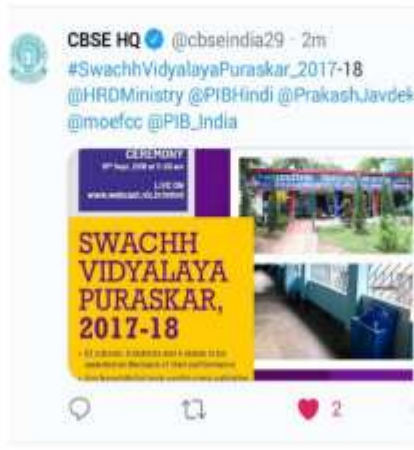 CBSE HQ @cbseindia29 · 2m
#SwachhVidyalayaPuraskar_2017-18
@HRDMinistry @PIBHindi @PrakashJavdek
@moefcc @PIB_India
CEREMONY
LIVE ON
SWACHH
VIDYALAYA
PURASKAR,
2017-18
2